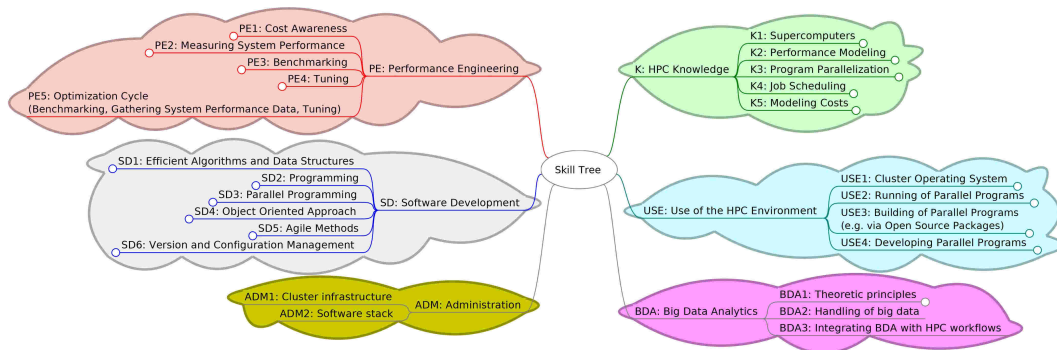 PE1: Cost Awareness
PE2: Measuring System Performance
PE3: Benchmarking
PE4: Tuning
PE5: Optimization Cycle
(Benchmarking, Gathering System Performance Data, Tuning)
PE: Performance Engineering
SD1: Efficient Algorithms and Data Structures
SD2: Programming
SD3: Parallel Programming
SD4: Object Oriented Approach
SD5: Agile Methods
SD6: Version and Configuration Management
SD: Software Development
ADM1: Cluster infrastructure
ADM2: Software stack
ADM: Administration
Skill Tree
K: HPC Knowledge
K1: Supercomputers
K2: Performance Modeling
K3: Program Parallelization
K4: Job Scheduling
K5: Modeling Costs
USE: Use of the HPC Environment
USE1: Cluster Operating System
USE2: Running of Parallel Programs
USE3: Building of Parallel Programs
(e.g. via Open Source Packages)
USE4: Developing Parallel Programs
BDA: Big Data Analytics
BDA1: Theoretic principles
BDA2: Handling of big data
BDA3: Integrating BDA with HPC workflows